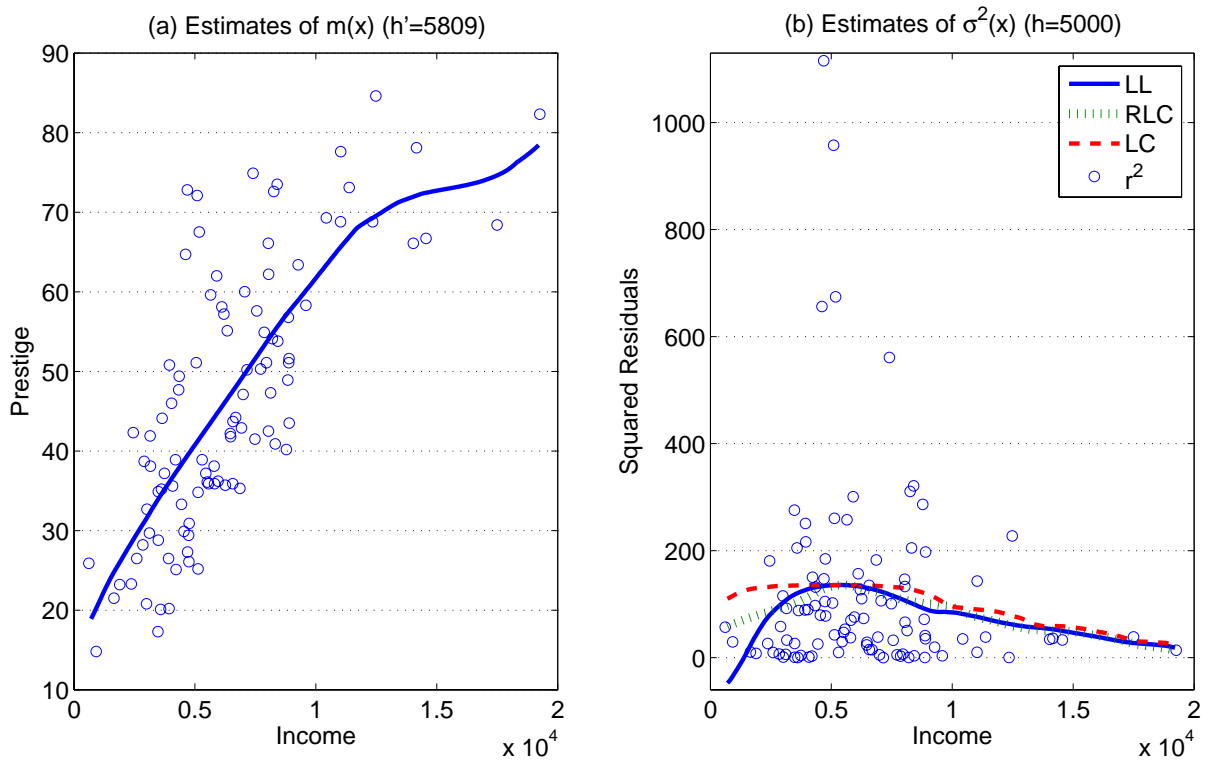 (a) Estimates of m(x) (h'=5809)
90
80
70
60
50
40
30
20
10
Prestige
0
0.5
1
1.5
2
Income
x 10^4
(b) Estimates of σ^2(x) (h=5000)
1000
800
600
400
200
0
Squared Residuals
LL
RLC
LC
r^2
0
0.5
1
1.5
2
Income
x 10^4